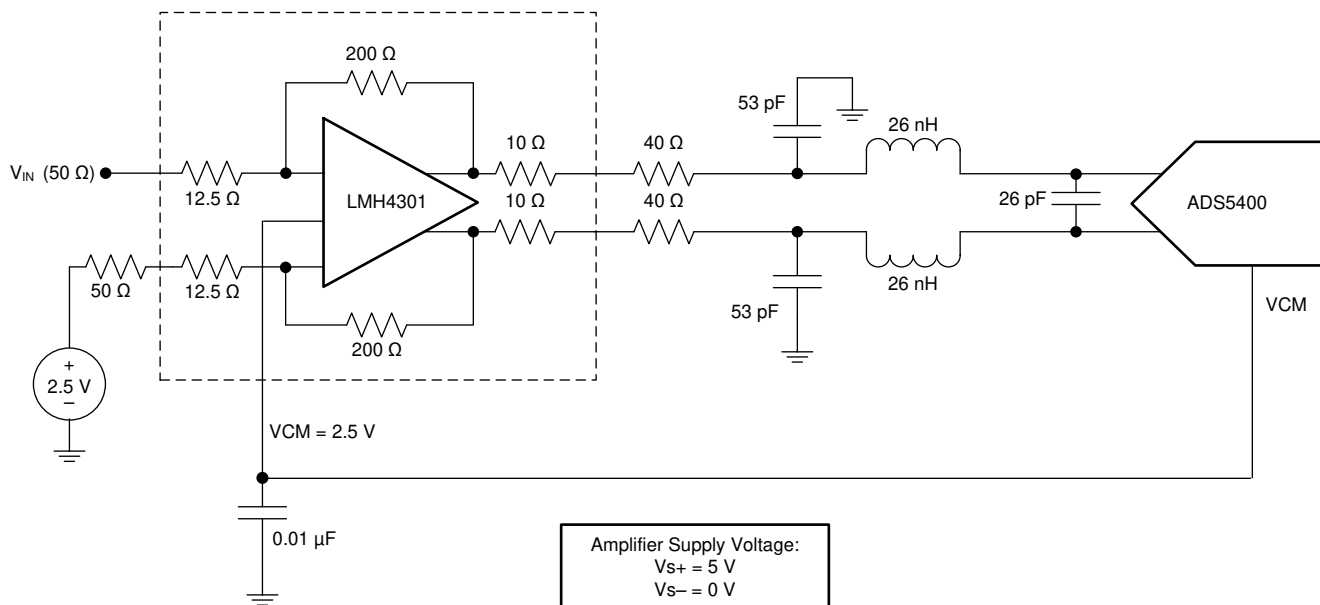 200 Ω
53 pF
26 nH
10 Ω
40 Ω
VIN (50 Ω)
12.5 Ω
LMH4301
10 Ω
40 Ω
26 pF
ADS5400
50 Ω
12.5 Ω
200 Ω
53 pF
26 nH
VCM
+
2.5 V
–
VCM = 2.5 V
0.01 µF
Amplifier Supply Voltage:
Vs+ = 5 V
Vs– = 0 V